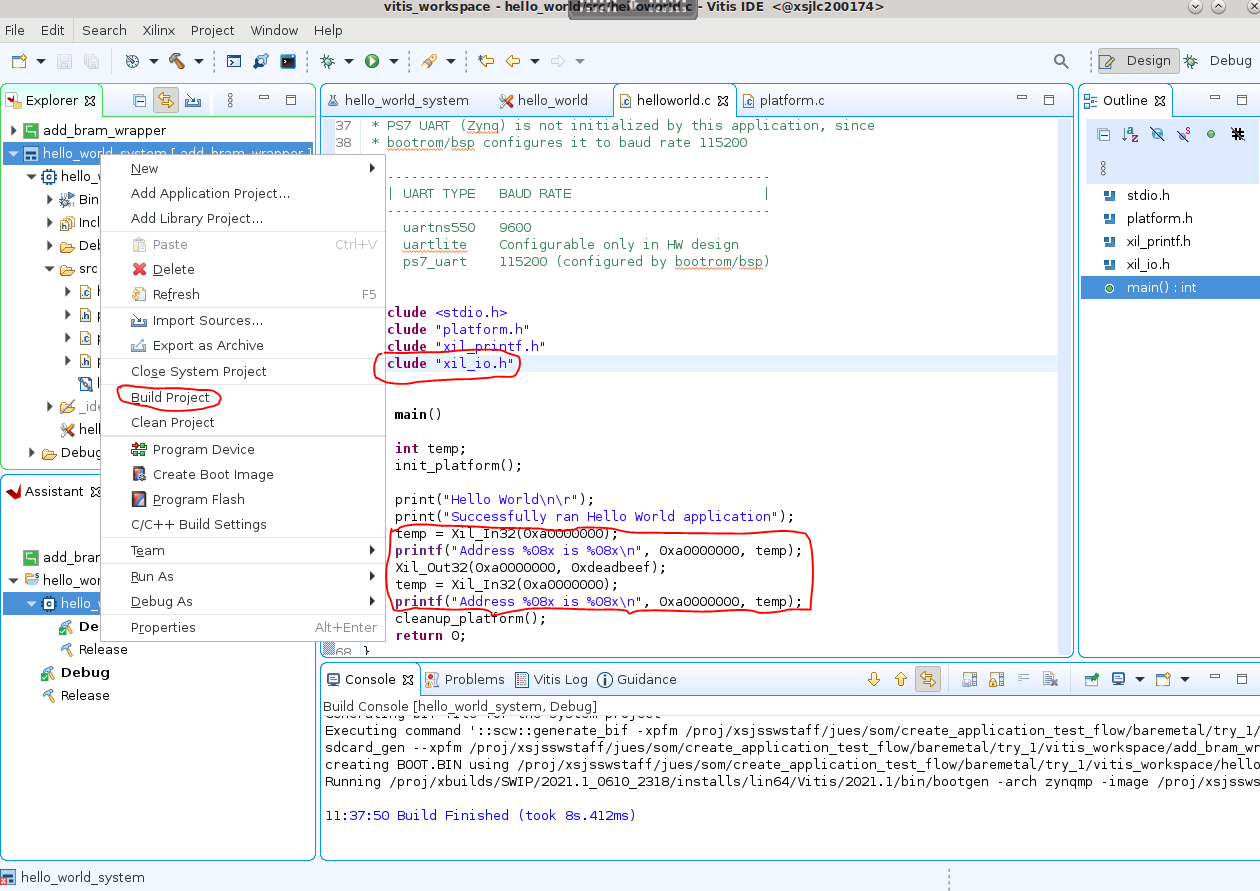 vitis_workspace - hello_world/src/helloworld.c - Vitis IDE <@xsjlc200174>
File Edit Search Xilinx Project Window Help
Design Debug
Explorer
add_bram_wrapper
hello_world_system [ add_bram_wrapper ]
hello_
Bin
Incl
Deb
src
_ide
hell
Debug
New
Add Application Project...
Add Library Project...
Paste Ctrl+V
Delete
Refresh F5
Import Sources...
Export as Archive
Close System Project
Build Project
Clean Project
Program Device
Create Boot Image
Program Flash
C/C++ Build Settings
Team
Run As
Debug As
Properties Alt+Enter
Assistant
add_bran
hello_wor
hello_w
De
Release
Debug
Release
hello_world_system hello_world helloworld.c platform.c
37 * PS7 UART (Zynq) is not initialized by this application, since
38 * bootrom/bsp configures it to baud rate 115200
------------------------------------------------
| UART TYPE BAUD RATE |
------------------------------------------------
uartns550 9600
uartlite Configurable only in HW design
ps7_uart 115200 (configured by bootrom/bsp)
clude <stdio.h>
clude "platform.h"
clude "xil_printf.h"
clude "xil_io.h"
main()
int temp;
init_platform();
print("Hello World\n\r");
print("Successfully ran Hello World application");
temp = Xil_In32(0xa0000000);
printf("Address %08x is %08x\n", 0xa0000000, temp);
Xil_Out32(0xa0000000, 0xdeadbeef);
temp = Xil_In32(0xa0000000);
printf("Address %08x is %08x\n", 0xa0000000, temp);
cleanup_platform();
return 0;
68 }
Outline
stdio.h
platform.h
xil_printf.h
xil_io.h
main() : int
Console Problems Vitis Log Guidance
Build Console [hello_world_system, Debug]
Generating bif file for the system project
Executing command '::scw::generate_bif -xpfm /proj/xsjsswstaff/jues/som/create_application_test_flow/baremetal/try_1/
sdcard_gen --xpfm /proj/xsjsswstaff/jues/som/create_application_test_flow/baremetal/try_1/vitis_workspace/add_bram_wr
creating BOOT.BIN using /proj/xsjsswstaff/jues/som/create_application_test_flow/baremetal/try_1/vitis_workspace/hello
Running /proj/xbuilds/SWIP/2021.1_0610_2318/installs/lin64/Vitis/2021.1/bin/bootgen -arch zynqmp -image /proj/xsjssws
11:37:50 Build Finished (took 8s.412ms)
hello_world_system